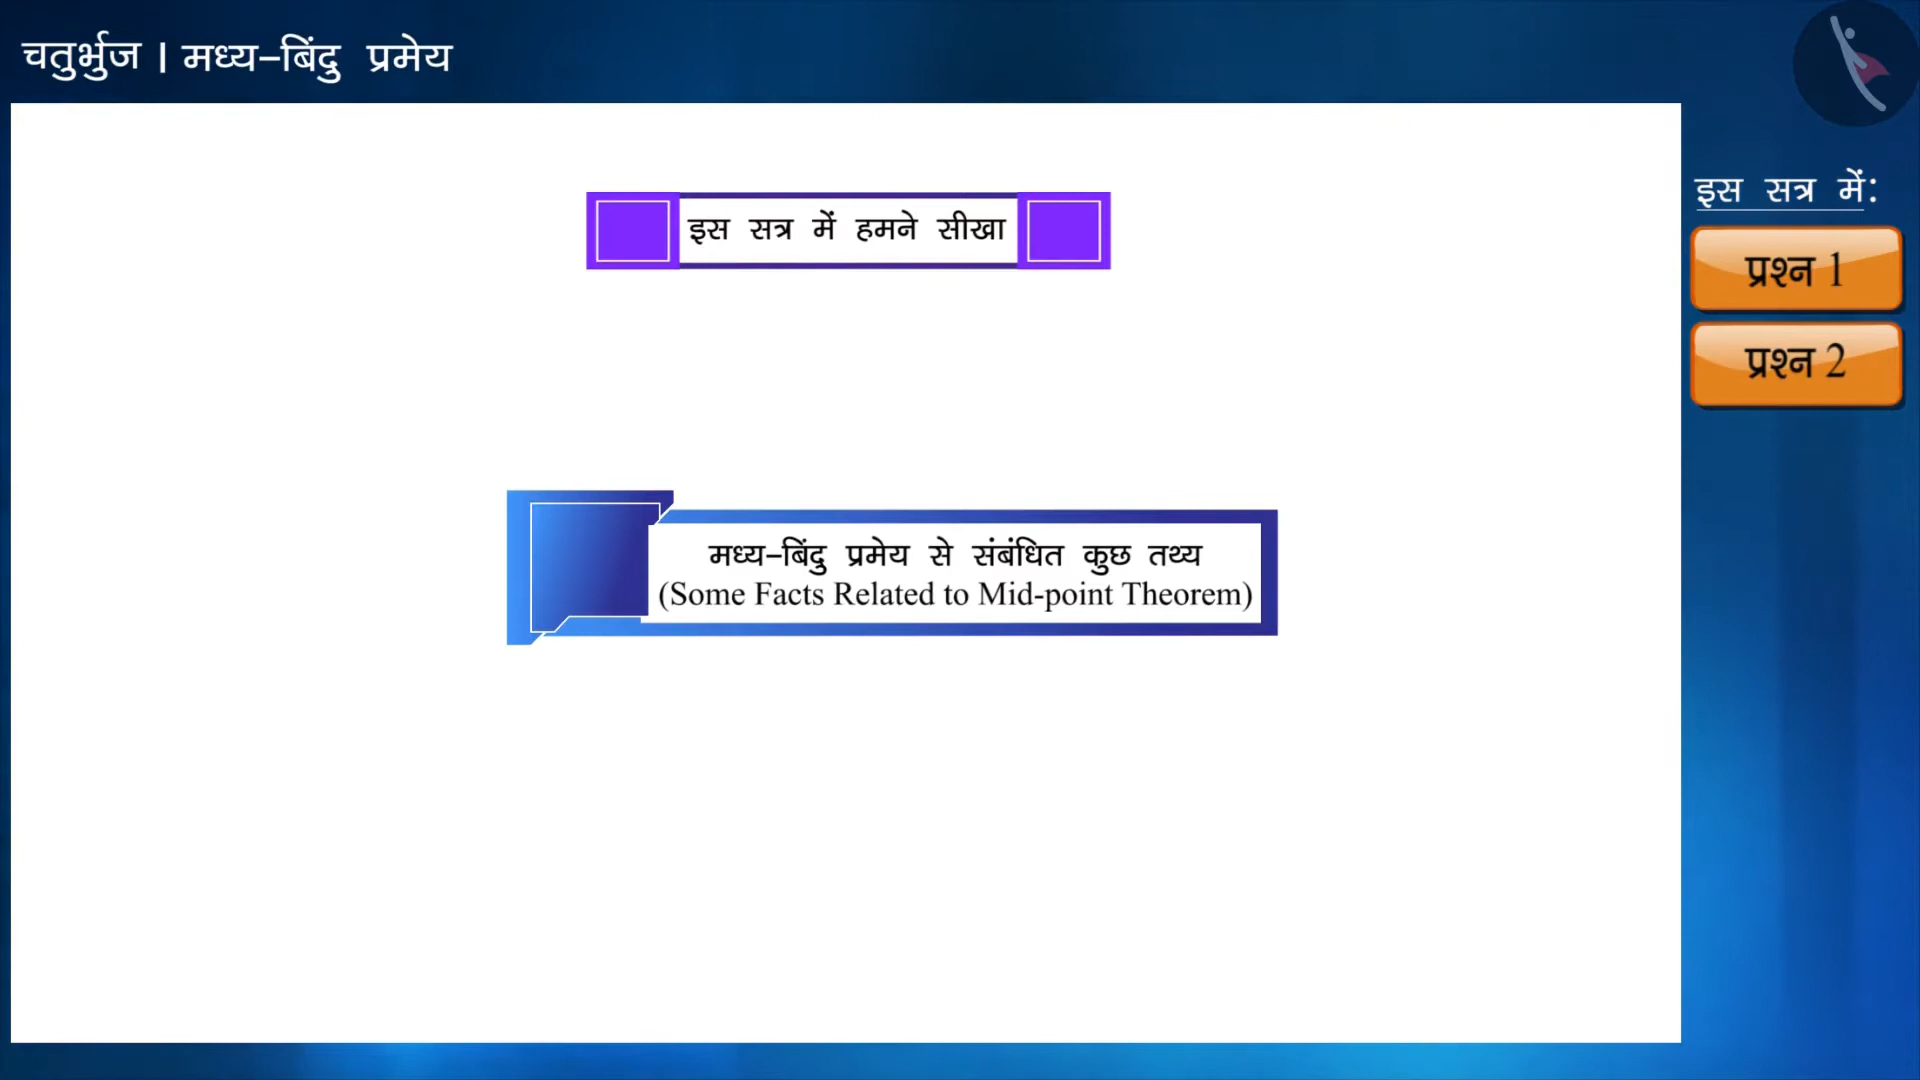 चतुर्भुज । मध्य–बिंदु प्रमेय
इस सत्र में हमने सीखा
मध्य–बिंदु प्रमेय से संबंधित कुछ तथ्य
(Some Facts Related to Mid-point Theorem)
इस सत्र में:
प्रश्न 1
प्रश्न 2